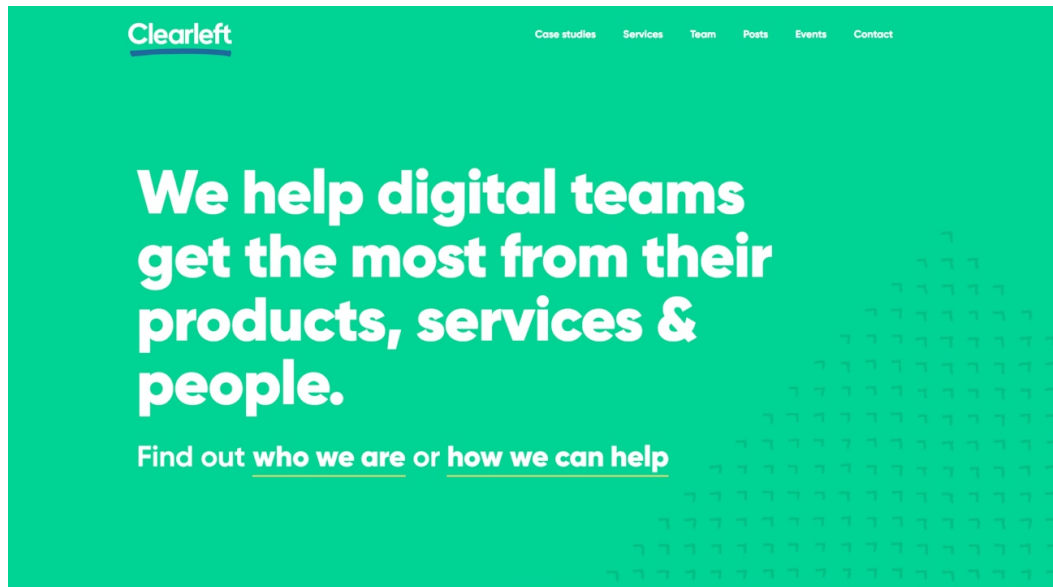 Clearleft
Case studies Services Team Posts Events Contact
We help digital teams
get the most from their
products, services &
people.
Find out who we are or how we can help